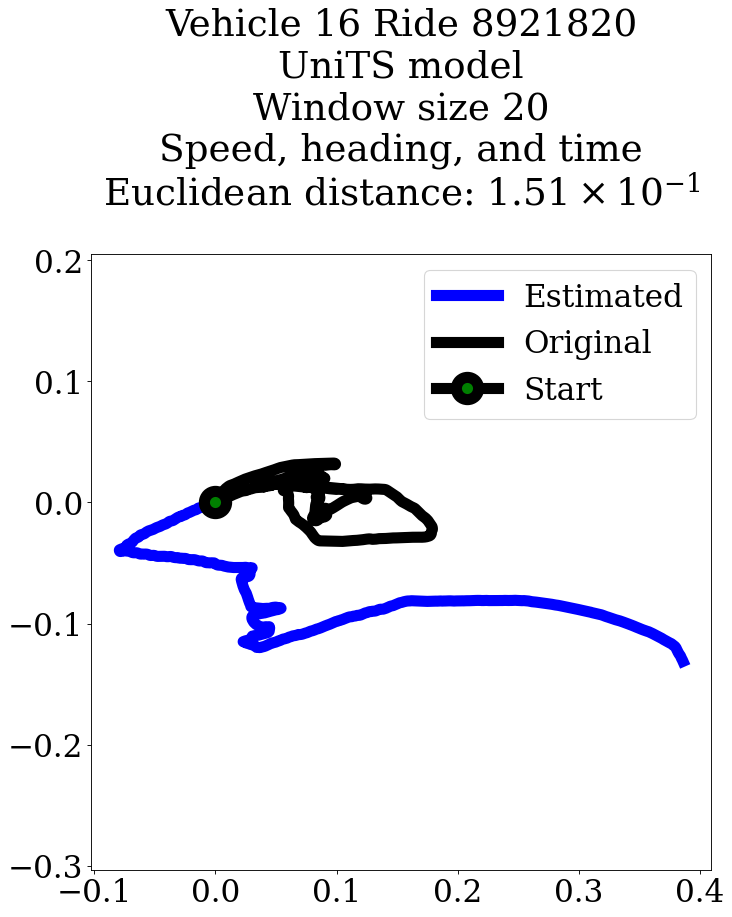 Vehicle 16 Ride 8921820
UniTS model
Window size 20
Speed, heading, and time
Euclidean distance: $1.51 \times 10^{-1}$
Estimated
Original
Start
0.2
0.1
0.0
−0.1
−0.2
−0.3
−0.1 0.0 0.1 0.2 0.3 0.4